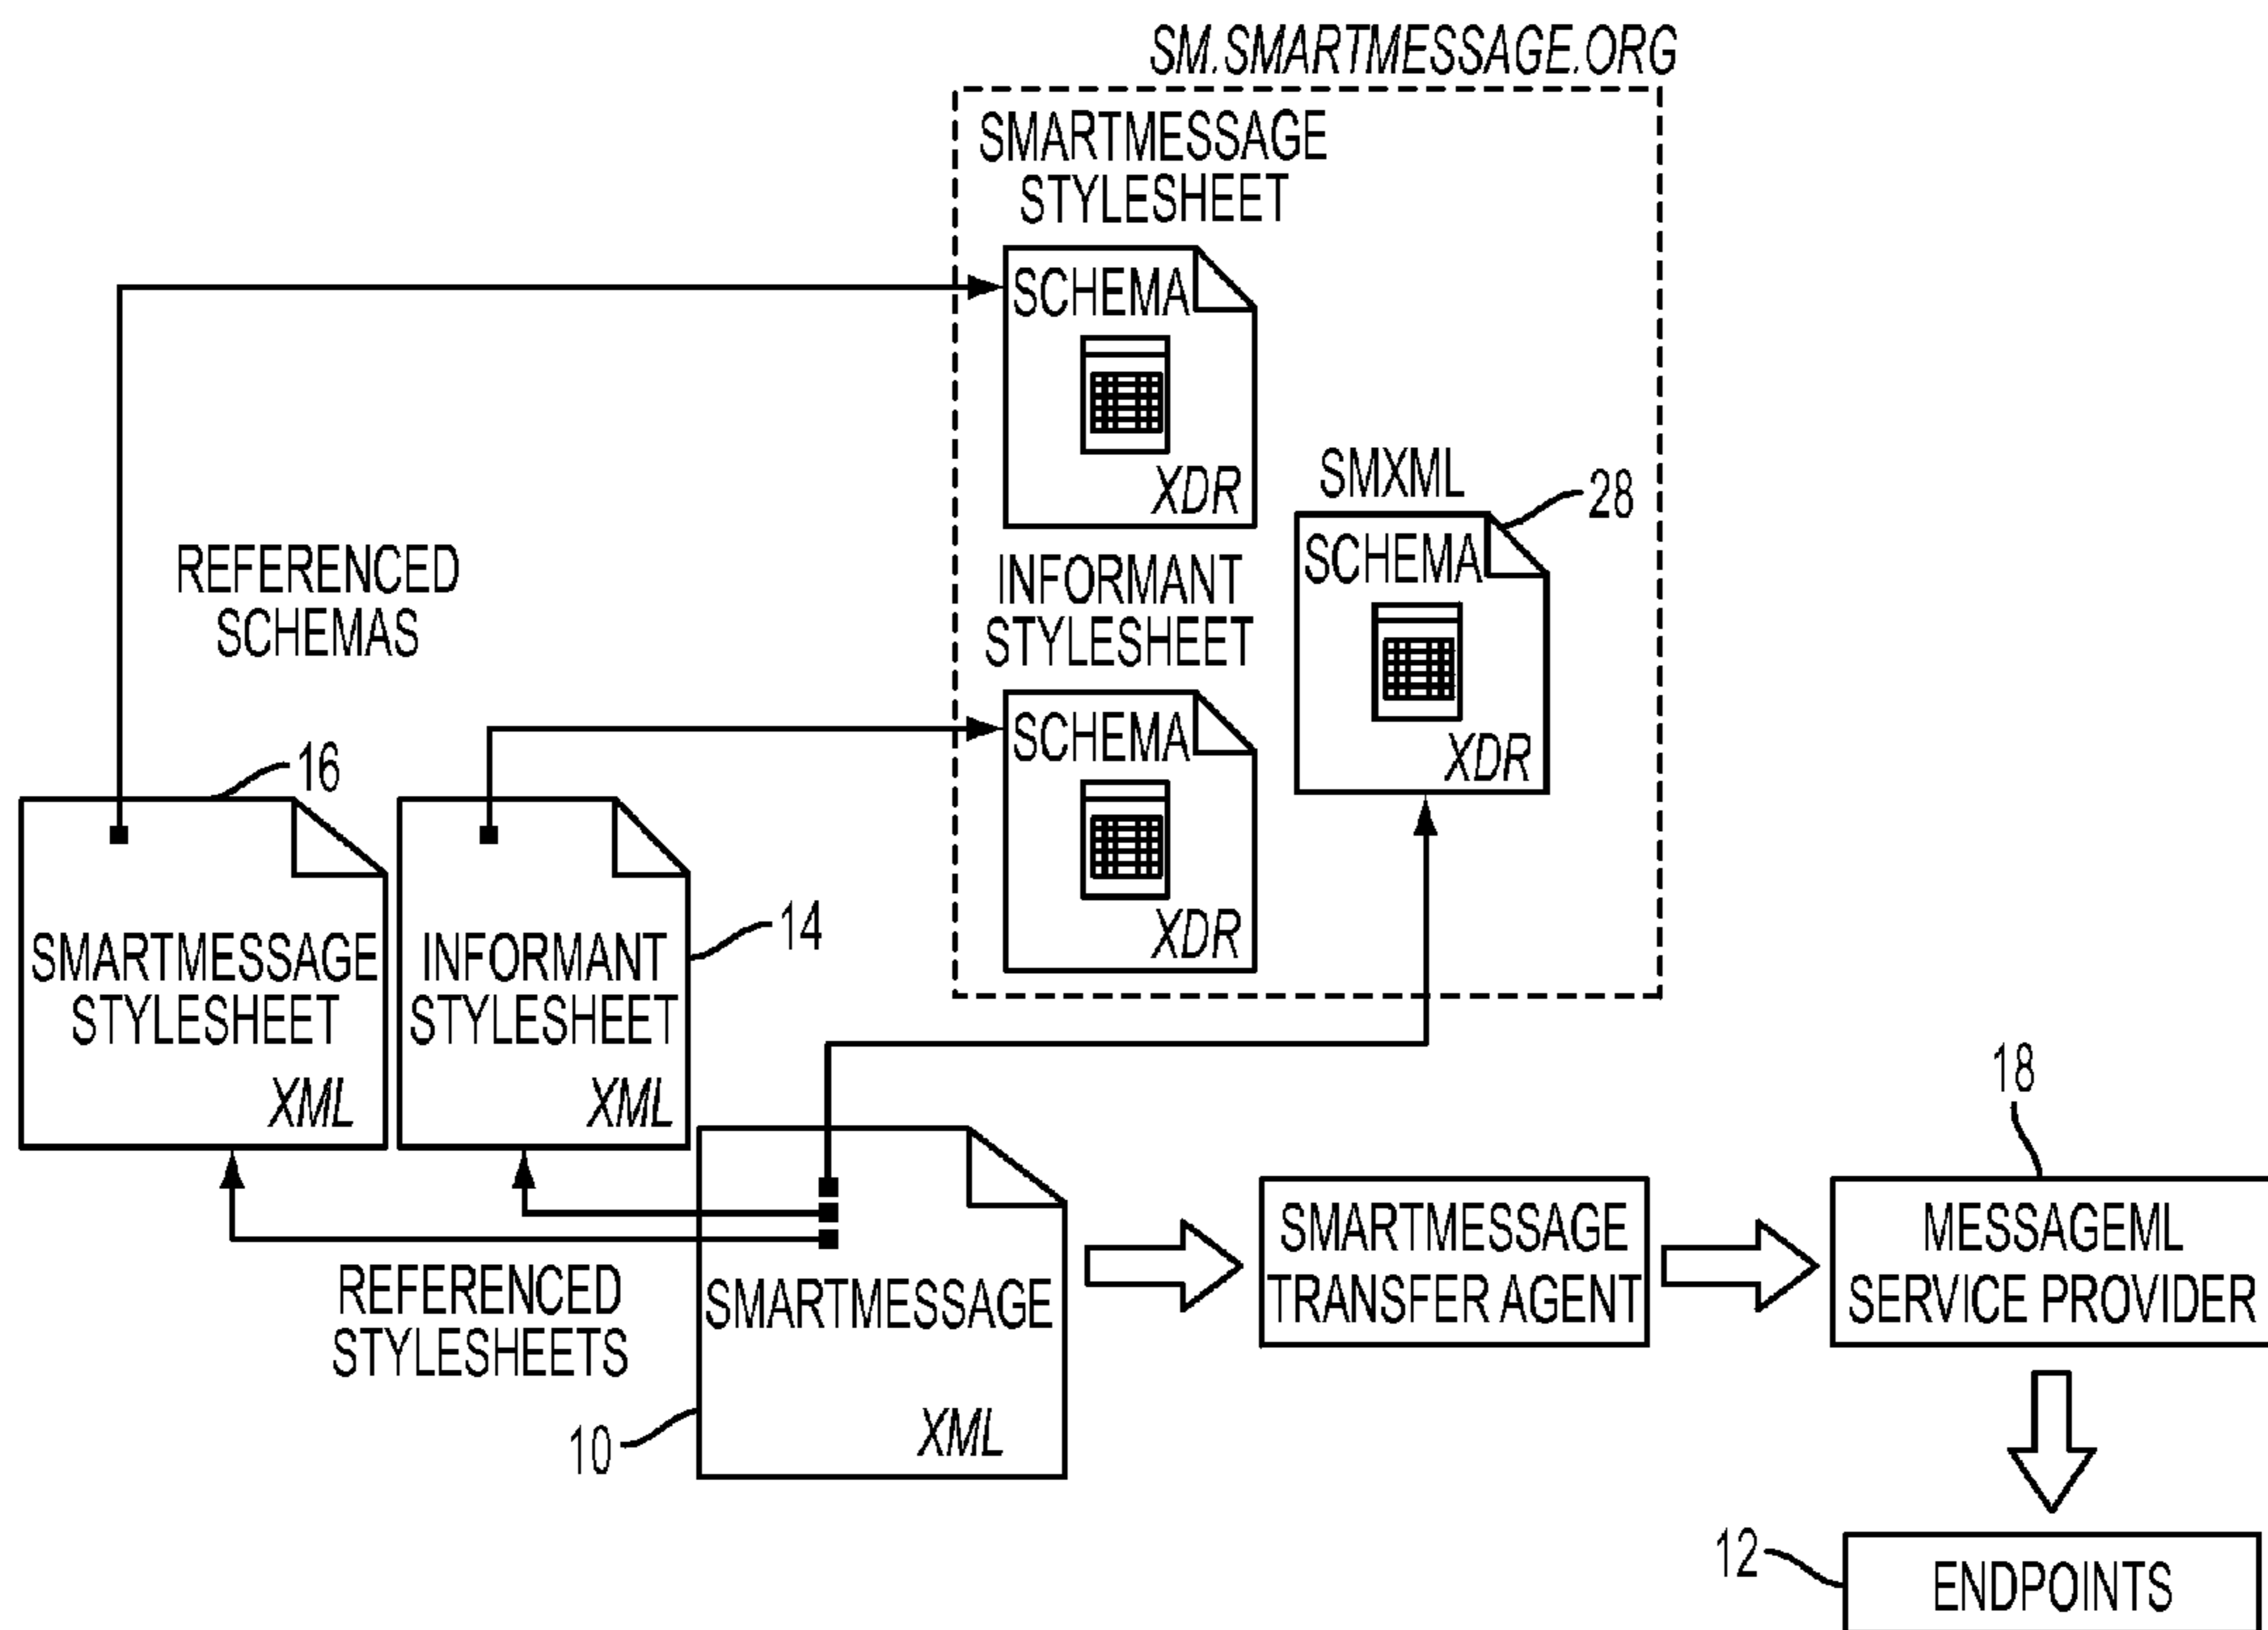 SM.SMARTMESSAGE.ORG
SMARTMESSAGE
STYLESHEET
SCHEMA
XDR
SMXML
28
SCHEMA
XDR
REFERENCED
SCHEMAS
INFORMANT
STYLESHEET
SCHEMA
XDR
16
SMARTMESSAGE
STYLESHEET
XML
14
INFORMANT
STYLESHEET
XML
REFERENCED
STYLESHEETS
10
SMARTMESSAGE
XML
SMARTMESSAGE
TRANSFER AGENT
18
MESSAGEML
SERVICE PROVIDER
12
ENDPOINTS